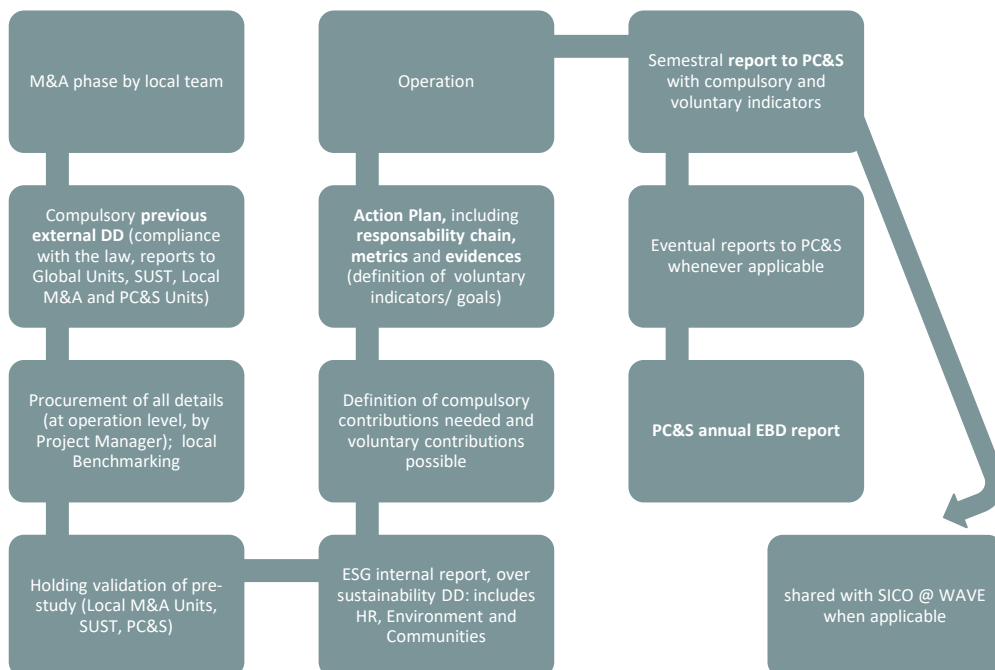 M&A phase by local team
Compulsory previous
external DD (compliance
with the law, reports to
Global Units, SUST, Local
M&A and PC&S Units)
Procurement of all details
(at operation level, by
Project Manager); local
Benchmarking
Holding validation of pre-
study (Local M&A Units,
SUST, PC&S)
ESG internal report, over
sustainability DD: includes
HR, Environment and
Communities
Definition of compulsory
contributions needed and
voluntary contributions
possible
Action Plan, including
responsability chain,
metrics and evidences
(definition of voluntary
indicators/ goals)
Operation
Semestral report to PC&S
with compulsory and
voluntary indicators
Eventual reports to PC&S
whenever applicable
PC&S annual EBD report
shared with SICO @ WAVE
when applicable